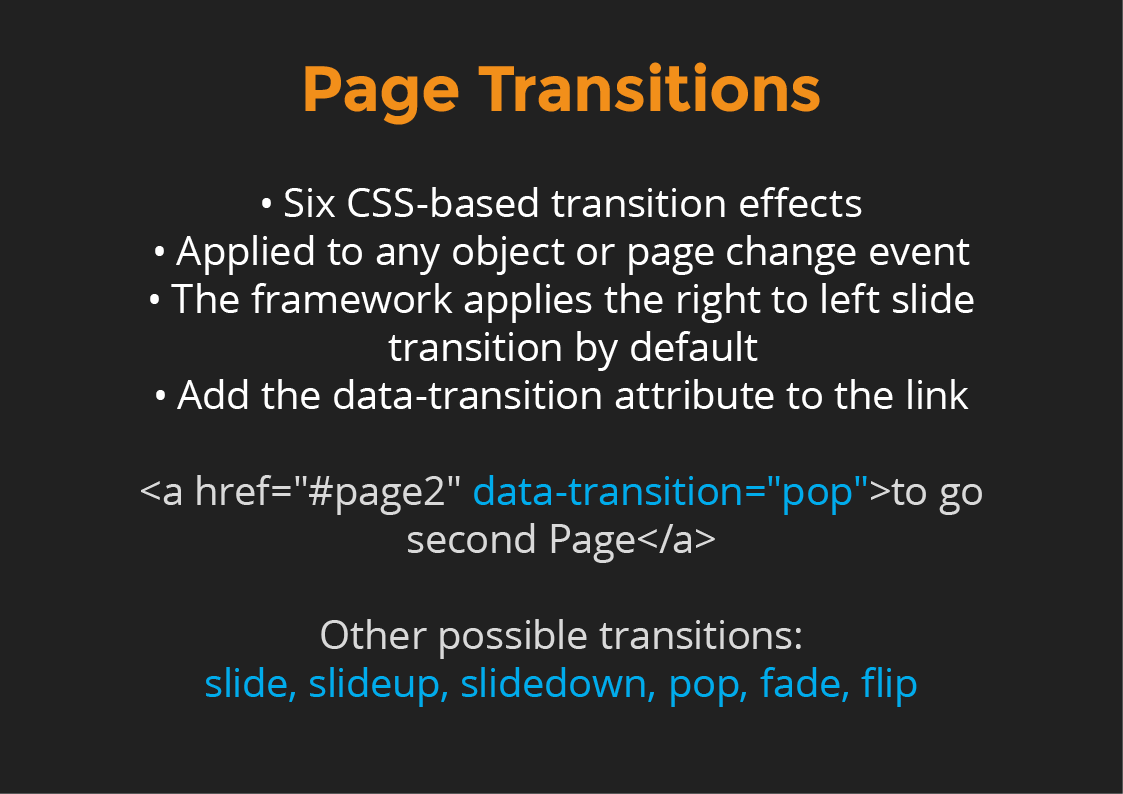 Page Transitions
• Six CSS-based transition effects
• Applied to any object or page change event
• The framework applies the right to left slide
transition by default
• Add the data-transition attribute to the link
<a href="#page2" data-transition="pop">to go
second Page</a>
Other possible transitions:
slide, slideup, slidedown, pop, fade, flip